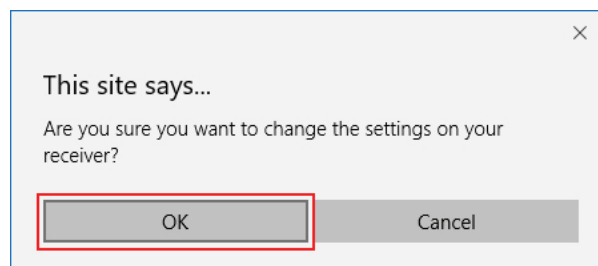 This site says...
Are you sure you want to change the settings on your
receiver?
OK
Cancel